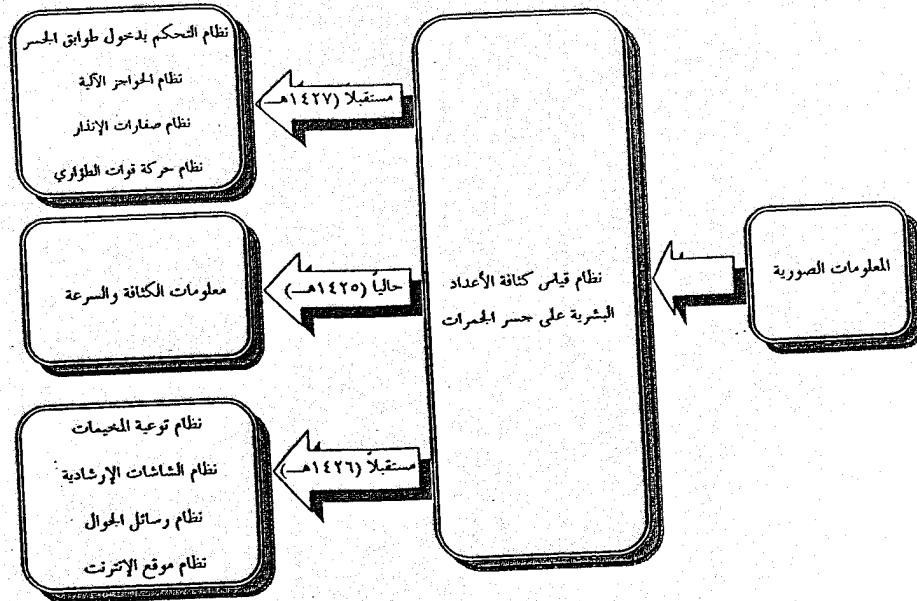 المعلومات الصورية
نظام قياس كثافة الأعداد
البشرية على جسر الجمرات
مستقبلاً (١٤٢٧هـ)
نظام التحكم بدخول طوابق الجسر
نظام الحواجز الآلية
نظام صفارات الإنذار
نظام حركة قوات الطوارئ
حالياً (١٤٢٥هـ)
معلومات الكثافة والسرعة
مستقبلاً (١٤٢٦هـ)
نظام توعية المخيمات
نظام الشاشات الإرشادية
نظام رسائل الجوال
نظام موقع الإنترنت